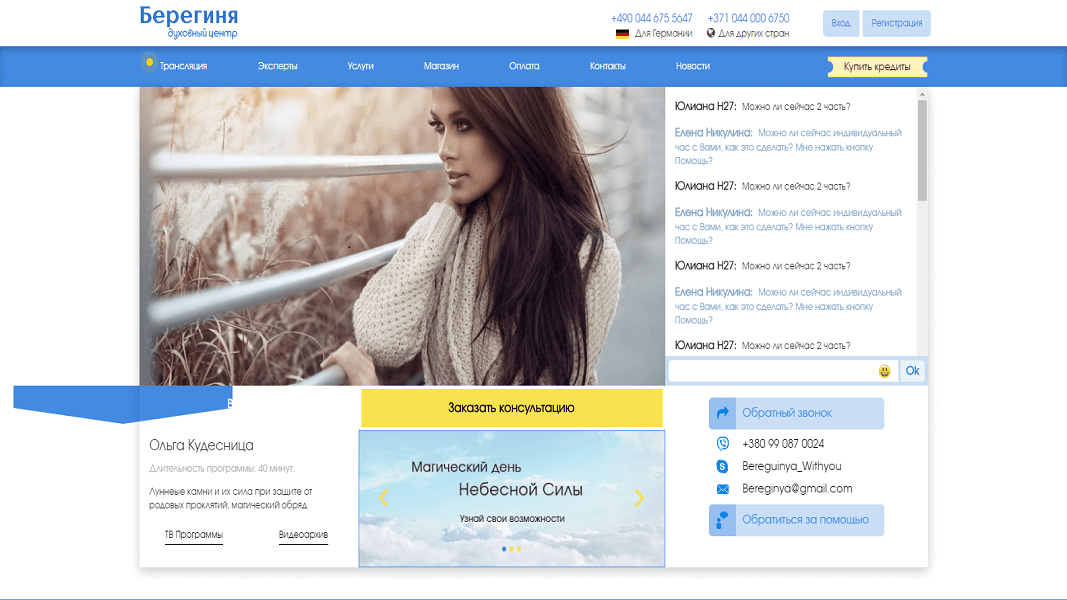 Берегиня
духовный центр
+490 044 675 5647
+371 044 000 6750
Для Германии
Для других стран
Вход
Регистрация
Трансляция
Эксперты
Услуги
Магазин
Оплата
Контакты
Новости
Купить кредиты
Юлиана Н27: Можно ли сейчас 2 часть?
Елена Никулина: Можно ли сейчас индивидуальный
час с Вами, как это сделать? Мне нажать кнопку
Помощь?
Юлиана Н27: Можно ли сейчас 2 часть?
Елена Никулина: Можно ли сейчас индивидуальный
час с Вами, как это сделать? Мне нажать кнопку
Помощь?
Юлиана Н27: Можно ли сейчас 2 часть?
Елена Никулина: Можно ли сейчас индивидуальный
час с Вами, как это сделать? Мне нажать кнопку
Помощь?
Юлиана Н27: Можно ли сейчас 2 часть?
Ok
Ольга Кудесница
Длительность программы: 40 минут.
Луннеые камни и их сила при защите от
родовых проклятий, магический обряд
ТВ Программы
Видеоархив
Заказать консультацию
Магический день
Небесной Силы
Узнай свои возможности
Обратный звонок
+380 99 087 0024
Bereguinya_Withyou
Bereginya@gmail.com
Обратиться за помощью